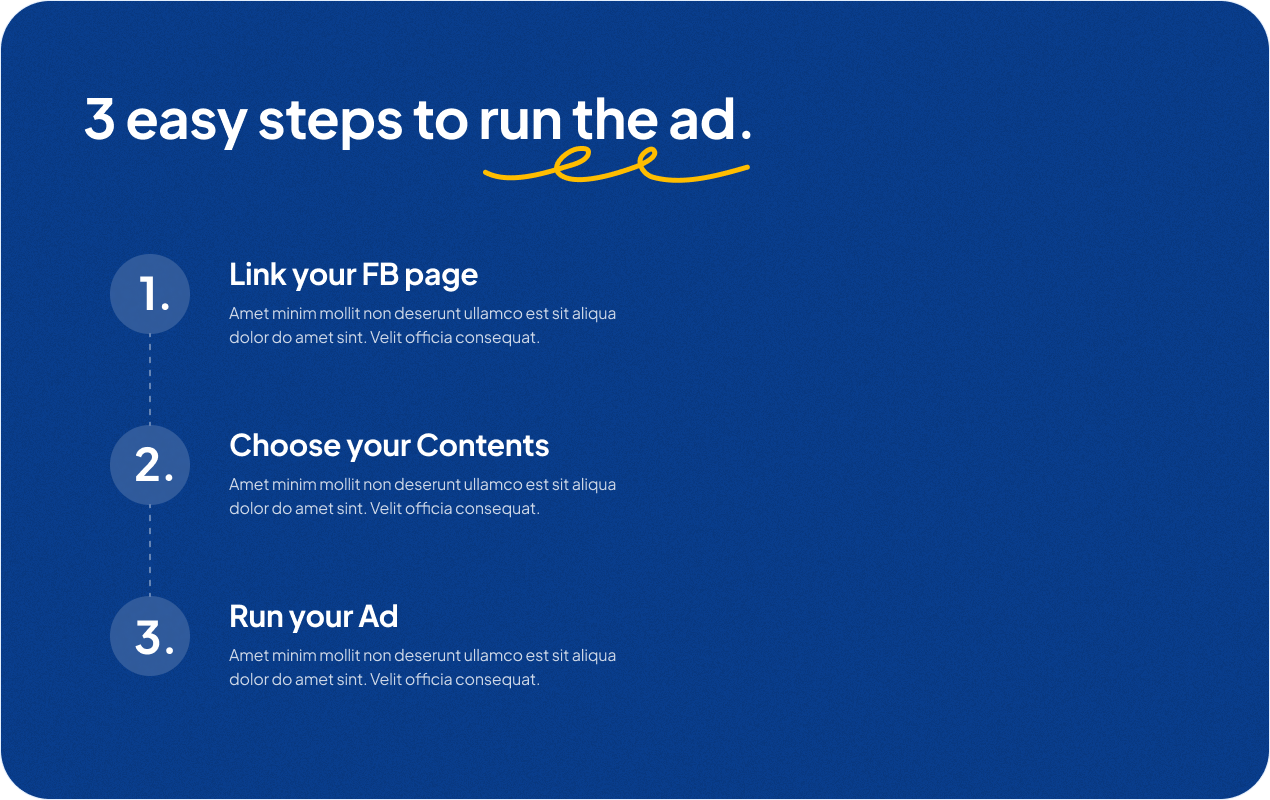 3 easy steps to run the ad.
1.
Link your FB page
Amet minim mollit non deserunt ullamco est sit aliqua
dolor do amet sint. Velit officia consequat.
2.
Choose your Contents
Amet minim mollit non deserunt ullamco est sit aliqua
dolor do amet sint. Velit officia consequat.
3.
Run your Ad
Amet minim mollit non deserunt ullamco est sit aliqua
dolor do amet sint. Velit officia consequat.